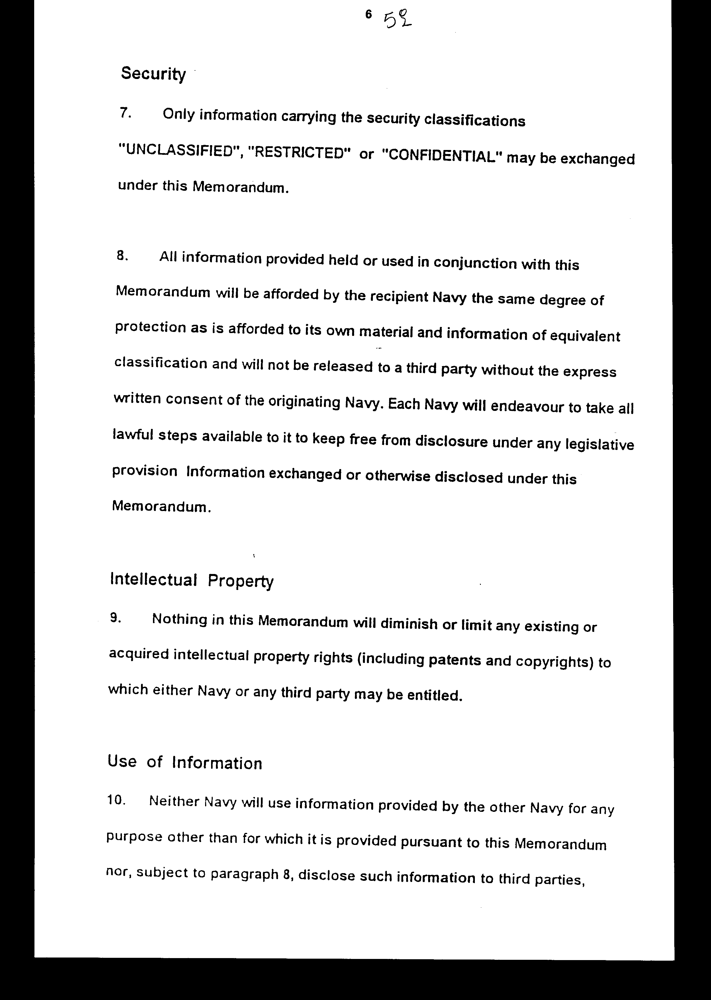 6 52
Security
7. Only information carrying the security classifications
"UNCLASSIFIED", "RESTRICTED" or "CONFIDENTIAL" may be exchanged
under this Memorandum.
8. All information provided held or used in conjunction with this
Memorandum will be afforded by the recipient Navy the same degree of
protection as is afforded to its own material and information of equivalent
classification and will not be released to a third party without the express
written consent of the originating Navy. Each Navy will endeavour to take all
lawful steps available to it to keep free from disclosure under any legislative
provision Information exchanged or otherwise disclosed under this
Memorandum.
Intellectual Property
9. Nothing in this Memorandum will diminish or limit any existing or
acquired intellectual property rights (including patents and copyrights) to
which either Navy or any third party may be entitled.
Use of Information
10. Neither Navy will use information provided by the other Navy for any
purpose other than for which it is provided pursuant to this Memorandum
nor, subject to paragraph 8, disclose such information to third parties,